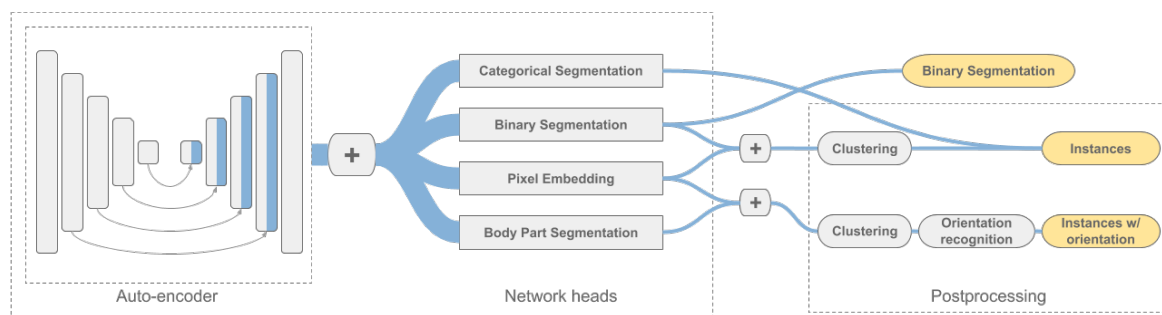 Categorical Segmentation
Binary Segmentation
Binary Segmentation
+
+
Clustering
Instances
Pixel Embedding
+
Body Part Segmentation
Clustering
Orientation
recognition
Instances w/
orientation
Auto-encoder
Network heads
Postprocessing